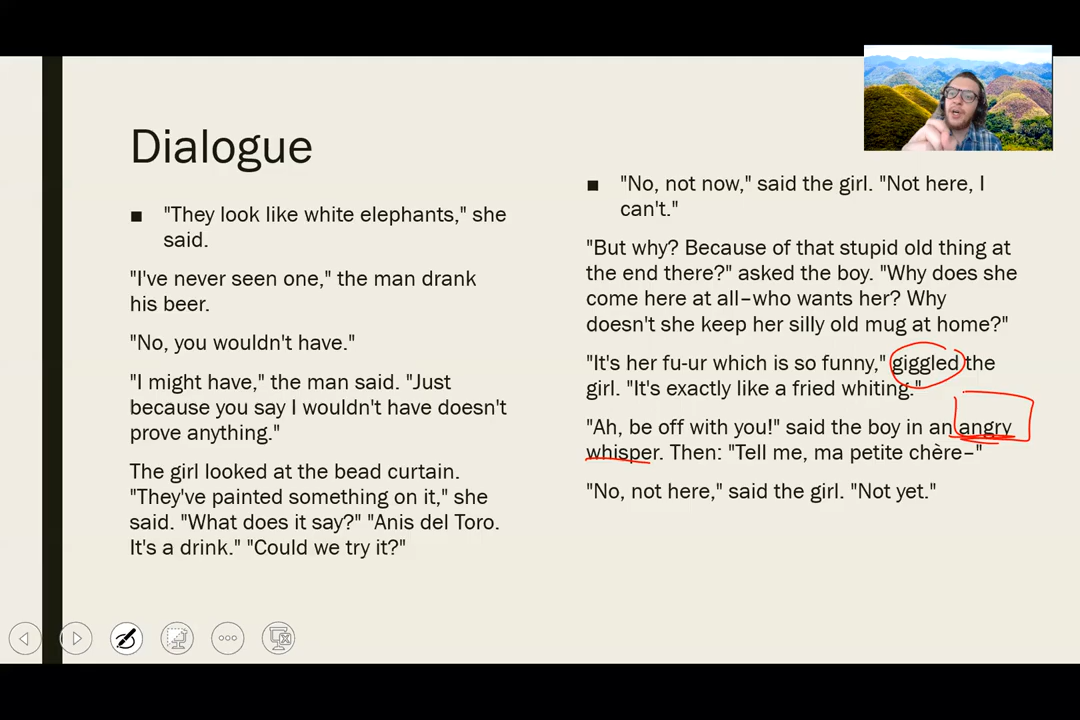 Dialogue
"They look like white elephants," she
said.
"I've never seen one," the man drank
his beer.
"No, you wouldn't have."
"I might have," the man said. "Just
because you say I wouldn't have doesn't
prove anything."
The girl looked at the bead curtain.
"They've painted something on it," she
said. "What does it say?" "Anis del Toro.
It's a drink." "Could we try it?"
"No, not now," said the girl. "Not here, I
can't."
"But why? Because of that stupid old thing at
the end there?" asked the boy. "Why does she
come here at all–who wants her? Why
doesn't she keep her silly old mug at home?"
"It's her fu-ur which is so funny," giggled the
girl. "It's exactly like a fried whiting."
"Ah, be off with you!" said the boy in an angry
whisper. Then: "Tell me, ma petite chère–"
"No, not here," said the girl. "Not yet."